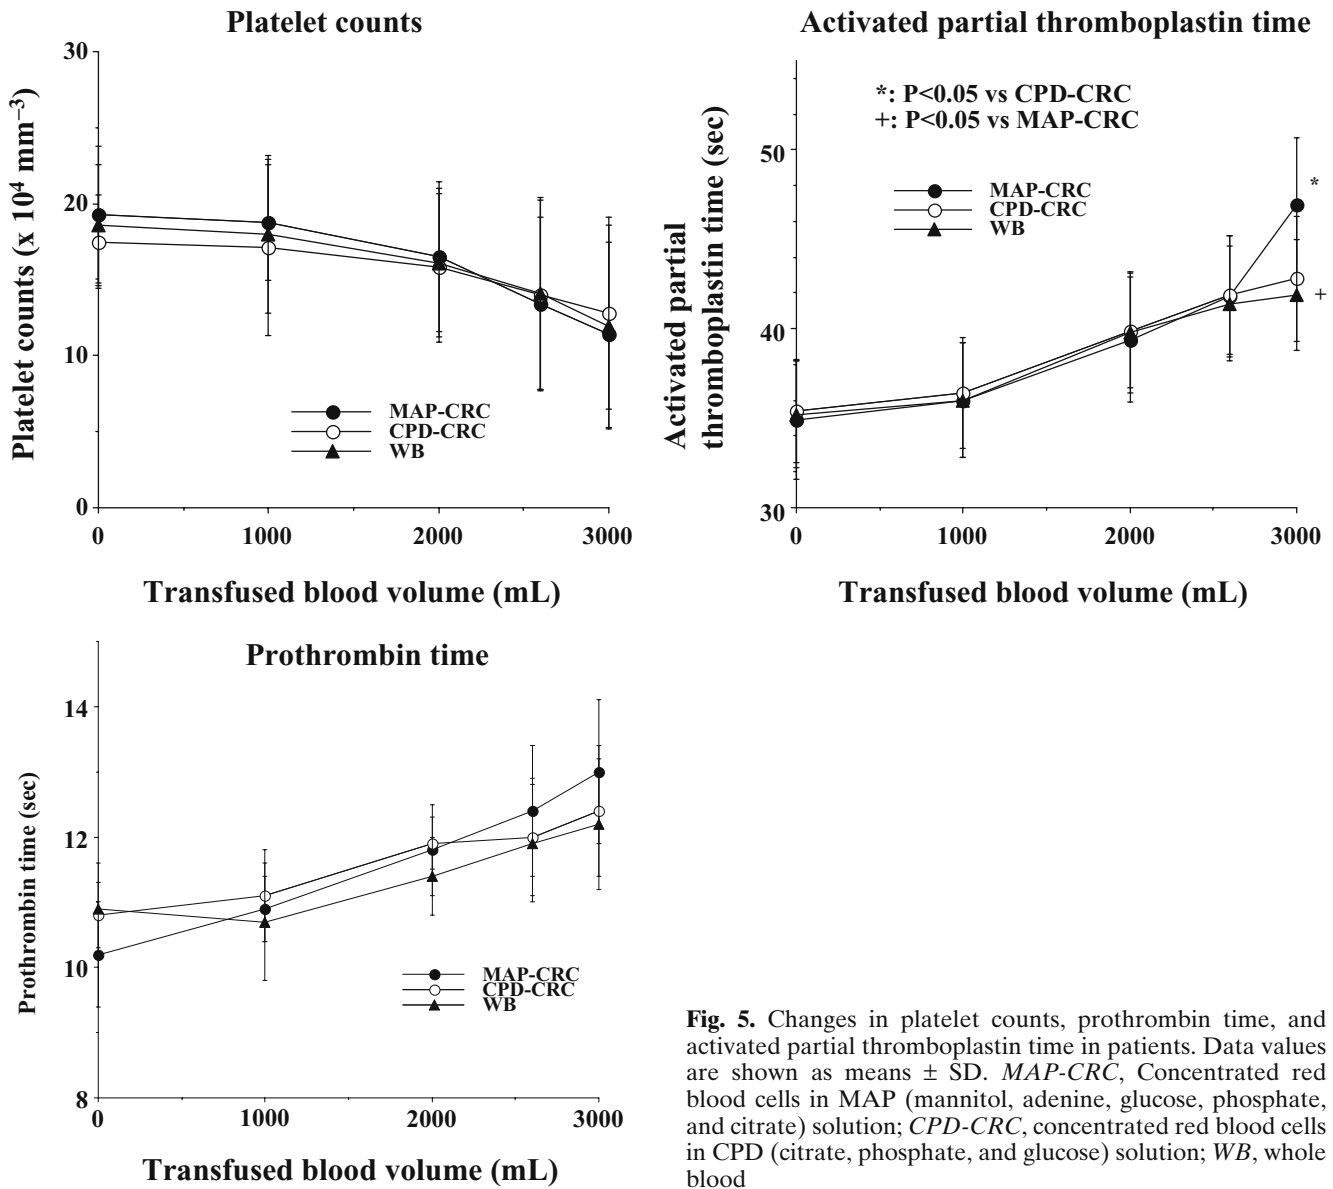 Platelet counts
Platelet counts (x 10⁴ mm⁻³)
30
20
10
0
MAP-CRC
CPD-CRC
WB
0 1000 2000 3000
Transfused blood volume (mL)
Activated partial thromboplastin time
Activated partial
thromboplastin time (sec)
*: P<0.05 vs CPD-CRC
+: P<0.05 vs MAP-CRC
50
40
30
MAP-CRC
CPD-CRC
WB
*
+
0 1000 2000 3000
Transfused blood volume (mL)
Prothrombin time
Prothrombin time (sec)
14
12
10
8
MAP-CRC
CPD-CRC
WB
0 1000 2000 3000
Transfused blood volume (mL)
Fig. 5. Changes in platelet counts, prothrombin time, and
activated partial thromboplastin time in patients. Data values
are shown as means ± SD. MAP-CRC, Concentrated red
blood cells in MAP (mannitol, adenine, glucose, phosphate,
and citrate) solution; CPD-CRC, concentrated red blood cells
in CPD (citrate, phosphate, and glucose) solution; WB, whole
blood